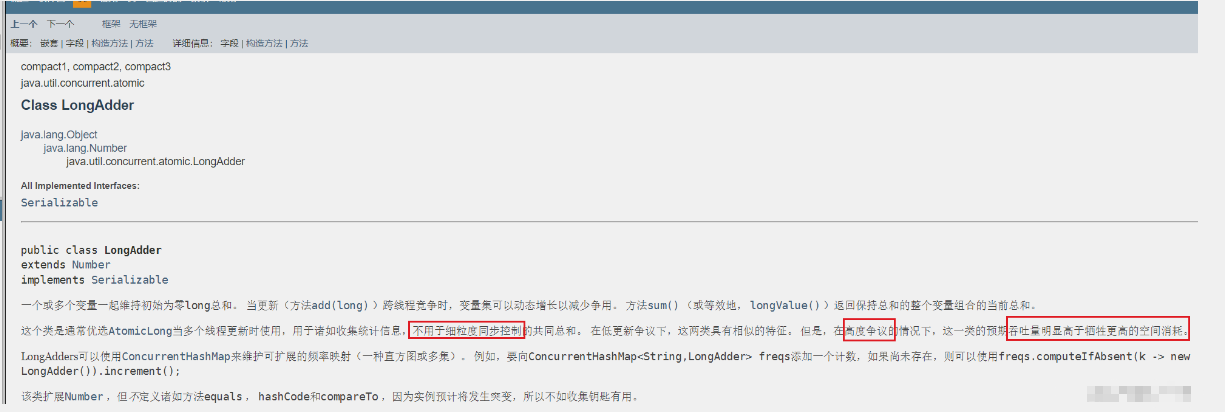 上一个 下一个 框架 无框架
概要： 嵌套 | 字段 | 构造方法 | 方法 详细信息： 字段 | 构造方法 | 方法
compact1, compact2, compact3
java.util.concurrent.atomic
Class LongAdder
java.lang.Object
java.lang.Number
java.util.concurrent.atomic.LongAdder
All Implemented Interfaces:
Serializable
public class LongAdder
extends Number
implements Serializable
一个或多个变量一起维持初始为零long总和。 当更新（方法add(long) ）跨线程竞争时，变量集可以动态增长以减少争用。 方法sum() （或等效地， longValue() ）返回保持总和的整个变量组合的当前总和。
这个类是通常优选AtomicLong当多个线程更新时使用，用于诸如收集统计信息，不用于细粒度同步控制的共同总和。 在低更新争议下，这两类具有相似的特征。 但是，在高度争议的情况下，这一类的预期吞吐量明显高于牺牲更高的空间消耗。
LongAdders可以使用ConcurrentHashMap来维护可扩展的频率映射（一种直方图或多集）。 例如，要向ConcurrentHashMap<String,LongAdder> freqs添加一个计数，如果尚未存在，则可以使用freqs.computeIfAbsent(k -> new
LongAdder()).increment();
该类扩展Number ，但不定义诸如方法equals ， hashCode和compareTo ，因为实例预计将发生突变，所以不如收集钥匙有用。